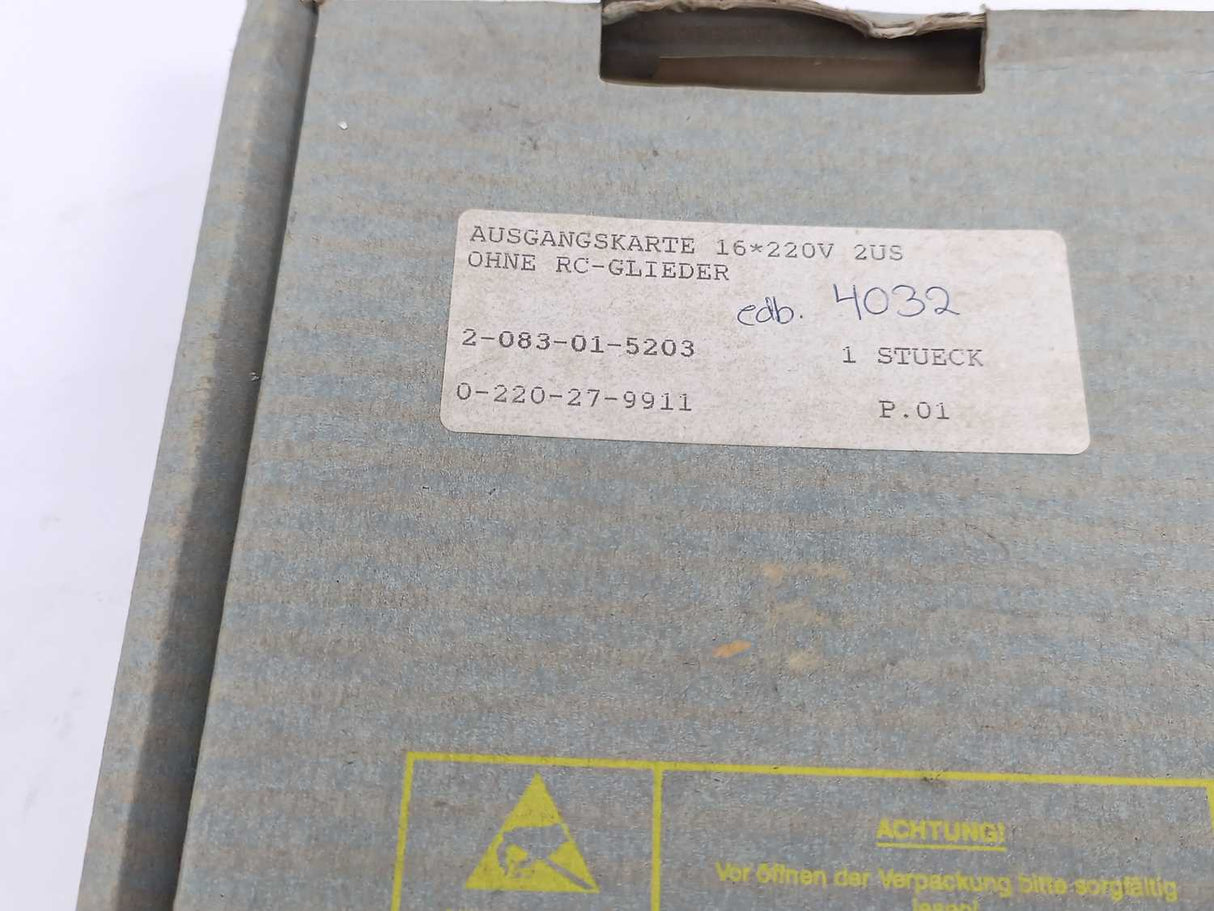 AUSGANGSKARTE 16*220V 2US
OHNE RC-GLIEDER
edb. 4032
2-083-01-5203 1 STUECK
0-220-27-9911 P.01
ACHTUNG!
Vor öffnen der Verpackung bitte sorgfältig